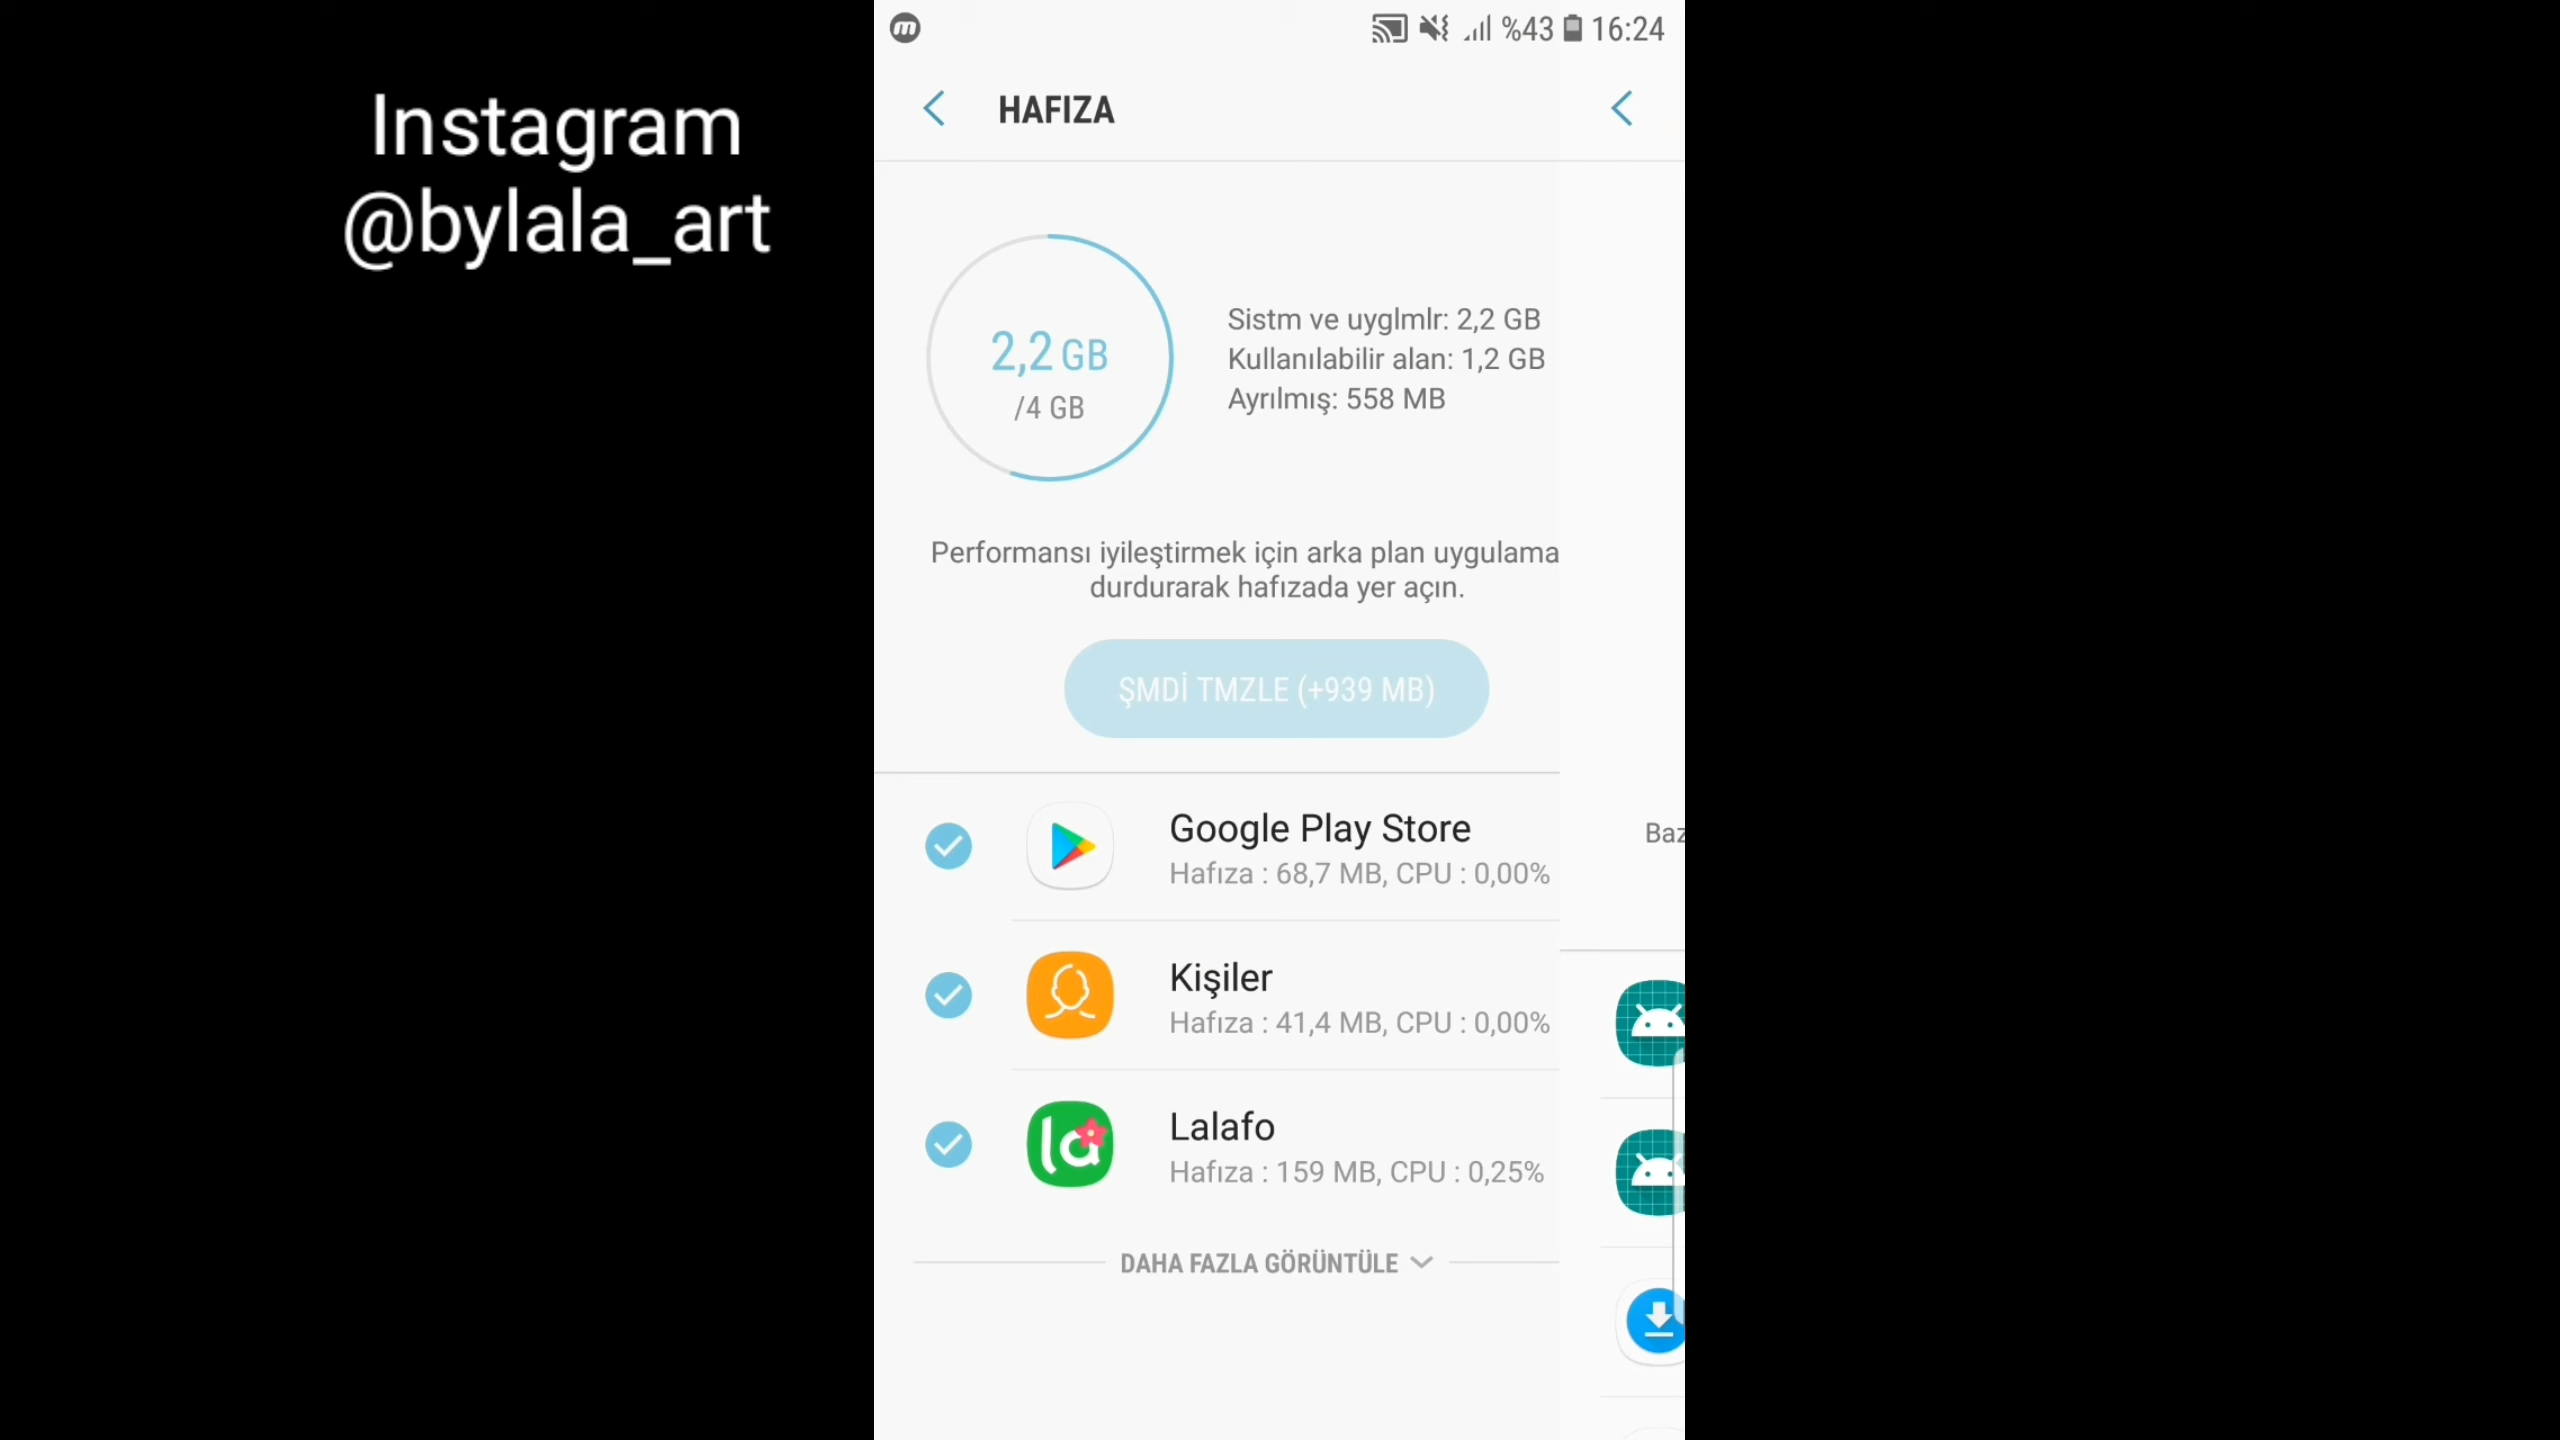 Instagram
@bylala_art
%43 16:24
HAFIZA
2,2 GB
/4 GB
Sistm ve uyglmlr: 2,2 GB
Kullanılabilir alan: 1,2 GB
Ayrılmış: 558 MB
Performansı iyileştirmek için arka plan uygulama
durdurarak hafızada yer açın.
ŞMDİ TMZLE (+939 MB)
Google Play Store
Hafıza : 68,7 MB, CPU : 0,00%
Baz
Kişiler
Hafıza : 41,4 MB, CPU : 0,00%
Lalafo
Hafıza : 159 MB, CPU : 0,25%
DAHA FAZLA GÖRÜNTÜLE